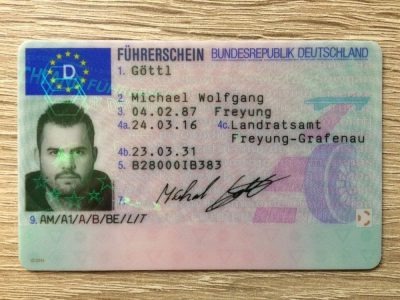 FÜHRERSCHEIN BUNDESREPUBLIK DEUTSCHLAND
D
1. Göttl
2. Michael Wolfgang
3. 04.02.87 Freyung
4a. 24.03.16 4c. Landratsamt
Freyung-Grafenau
4b. 23.03.31
5. B28000IB383
7.
9. AM/A1/A/B/BE/L/T